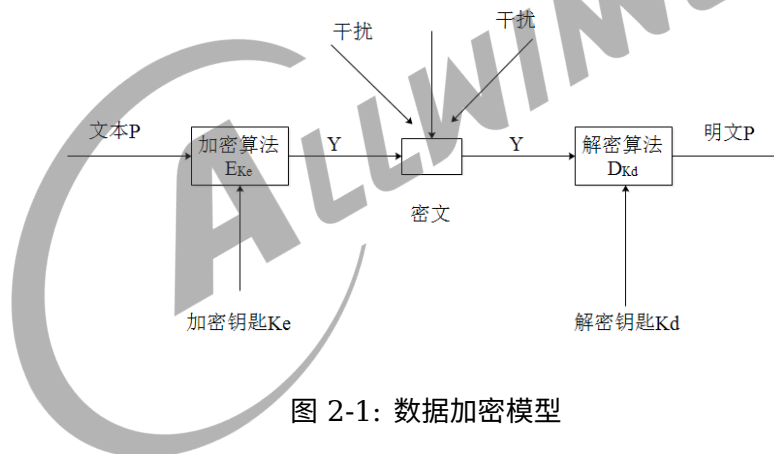 干扰
干扰
文本P
加密算法
EKe
Y
Y
解密算法
DKd
明文P
密文
加密钥匙Ke
解密钥匙Kd
图 2-1: 数据加密模型
ALLWIN